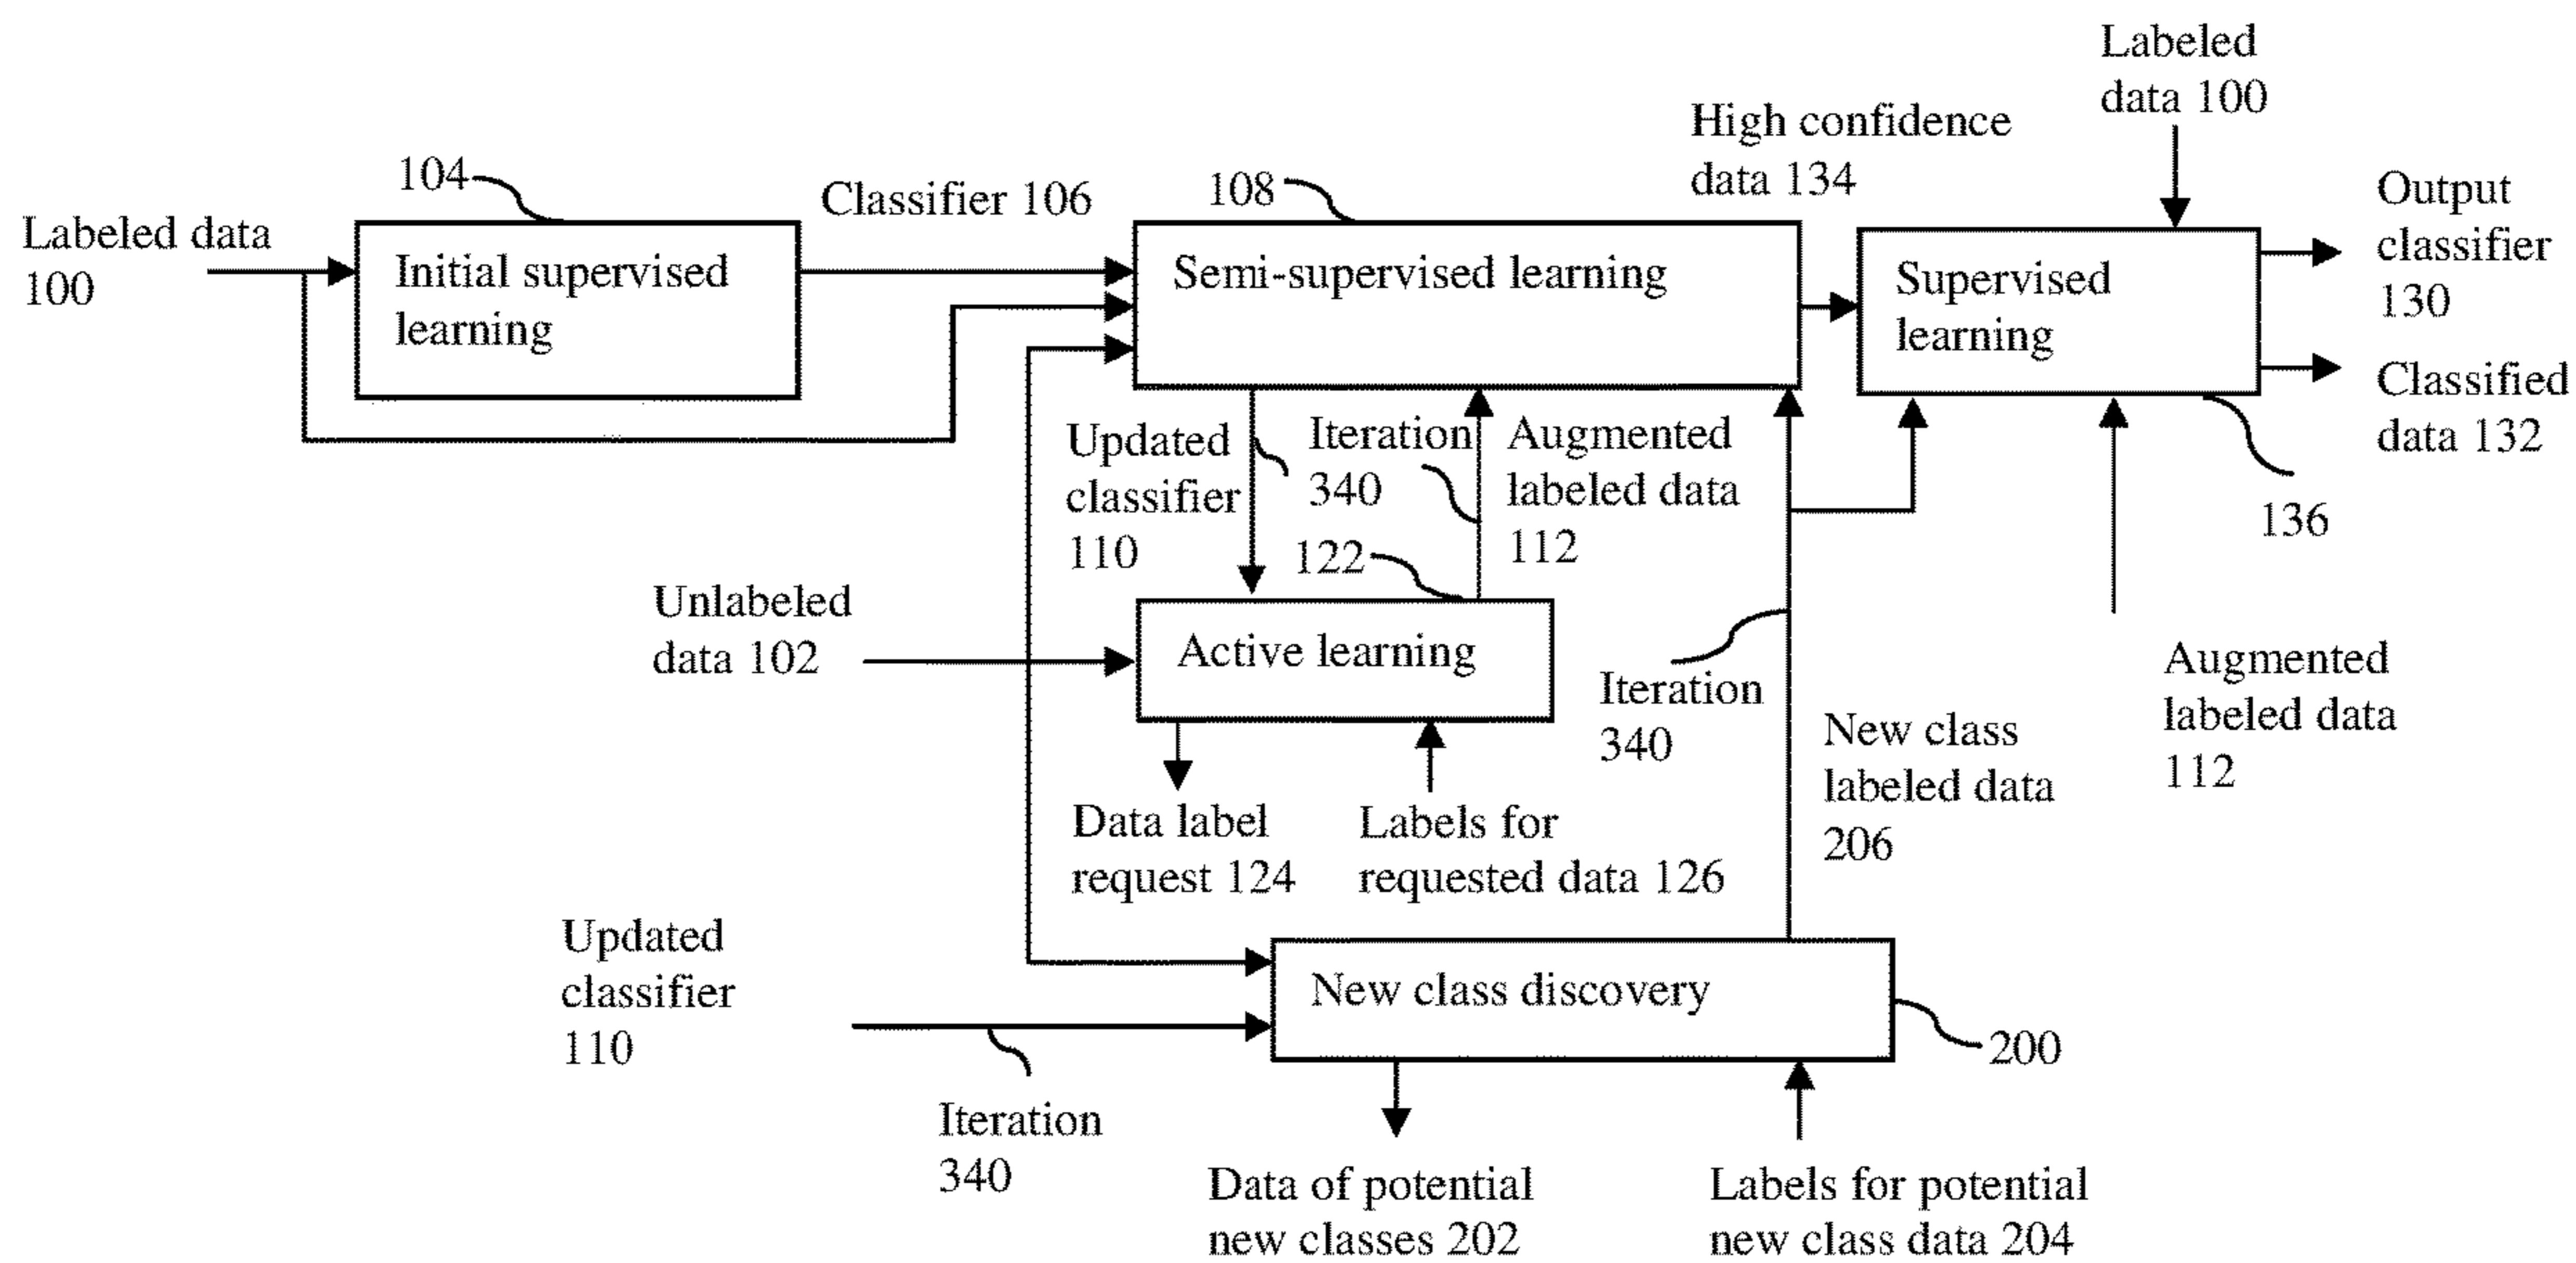 Labeled
data 100
High confidence
data 134
104
Classifier 106
108
Output
classifier
130
Labeled data
100
Initial supervised
learning
Semi-supervised learning
Supervised
learning
Classified
data 132
Updated
classifier
110
Iteration
340
Augmented
labeled data
112
136
122
Unlabeled
data 102
Active learning
Iteration
340
New class
labeled data
206
Augmented
labeled data
112
Data label
request 124
Labels for
requested data 126
Updated
classifier
110
New class discovery
200
Iteration
340
Data of potential
new classes 202
Labels for potential
new class data 204